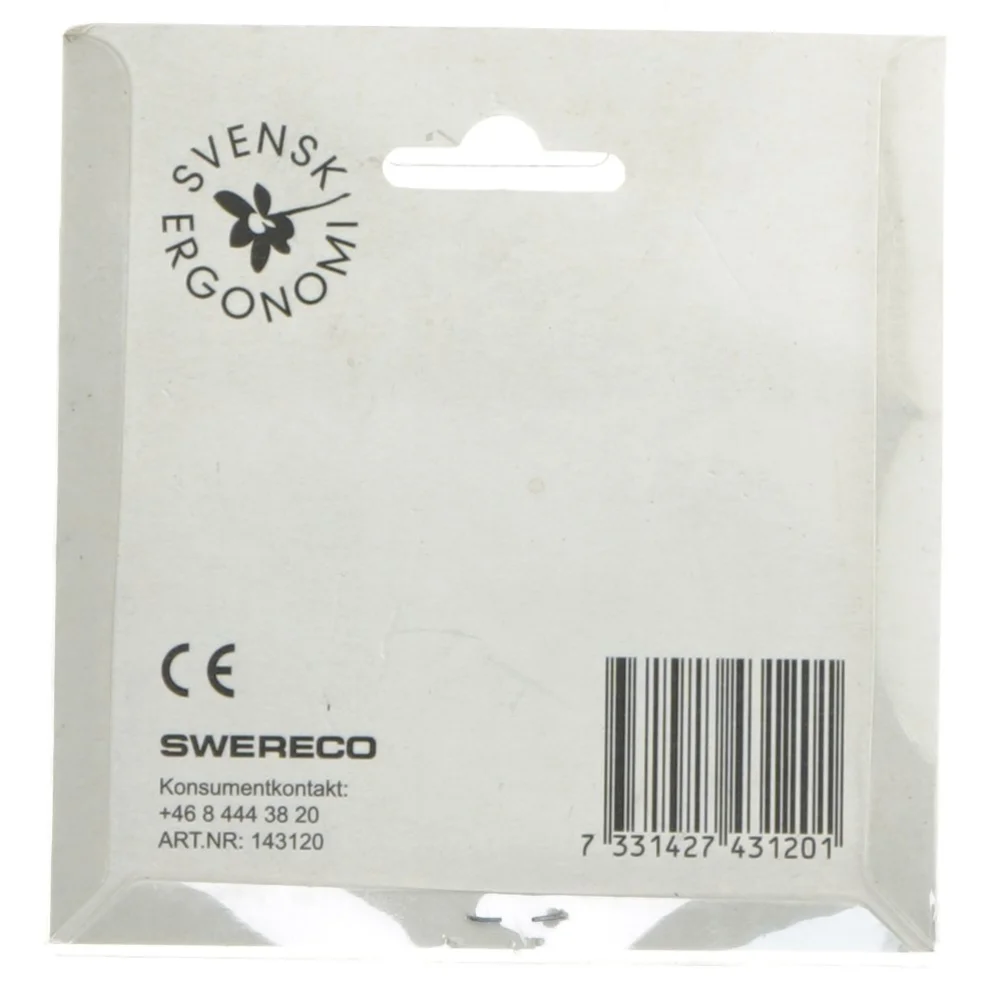 SVENSK
ERGONOMI
CE
SWERECO
Konsumentkontakt:
+46 8 444 38 20
ART.NR: 143120
7 331427 431201